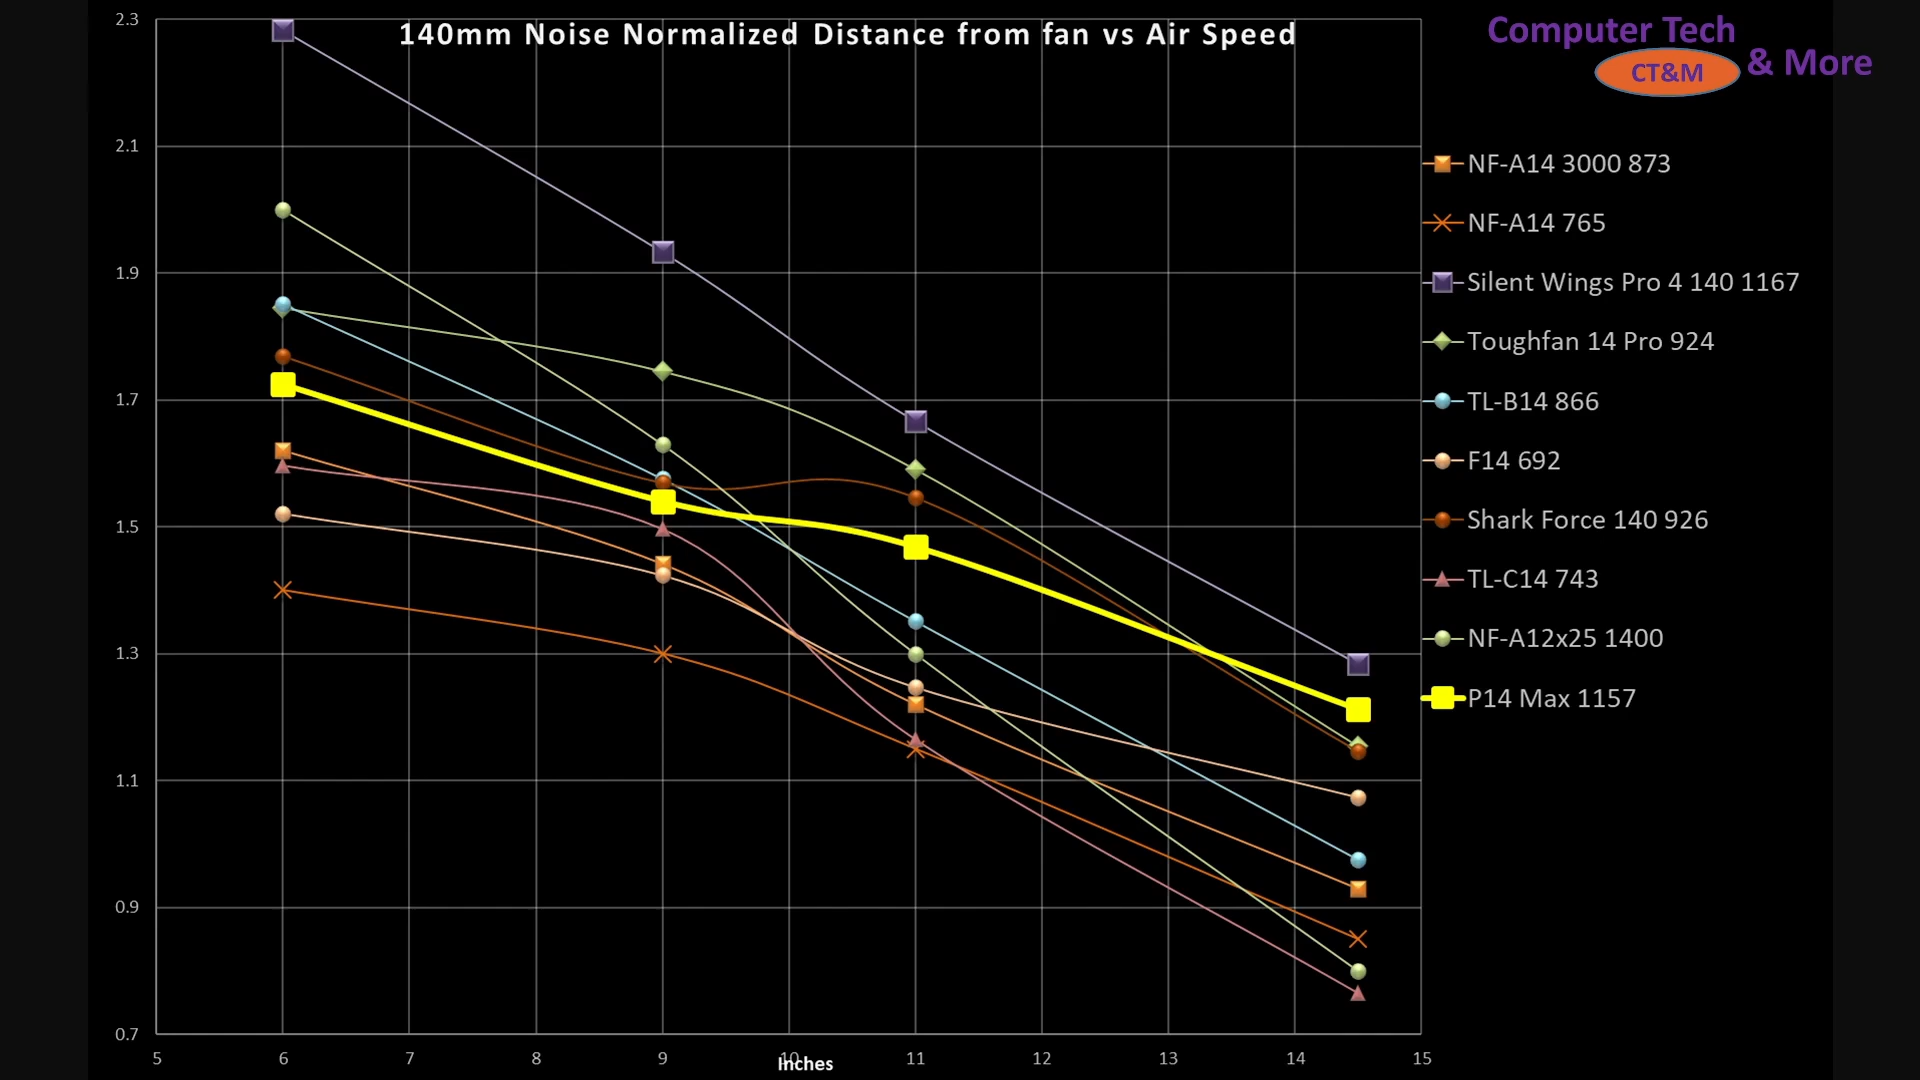 140mm Noise Normalized Distance from fan vs Air Speed
Computer Tech
& More
CT&M
2.3
2.1
1.9
1.7
1.5
1.3
1.1
0.9
0.7
5 6 7 8 9 10 11 12 13 14 15
Inches
NF-A14 3000 873
NF-A14 765
Silent Wings Pro 4 140 1167
Toughfan 14 Pro 924
TL-B14 866
F14 692
Shark Force 140 926
TL-C14 743
NF-A12x25 1400
P14 Max 1157